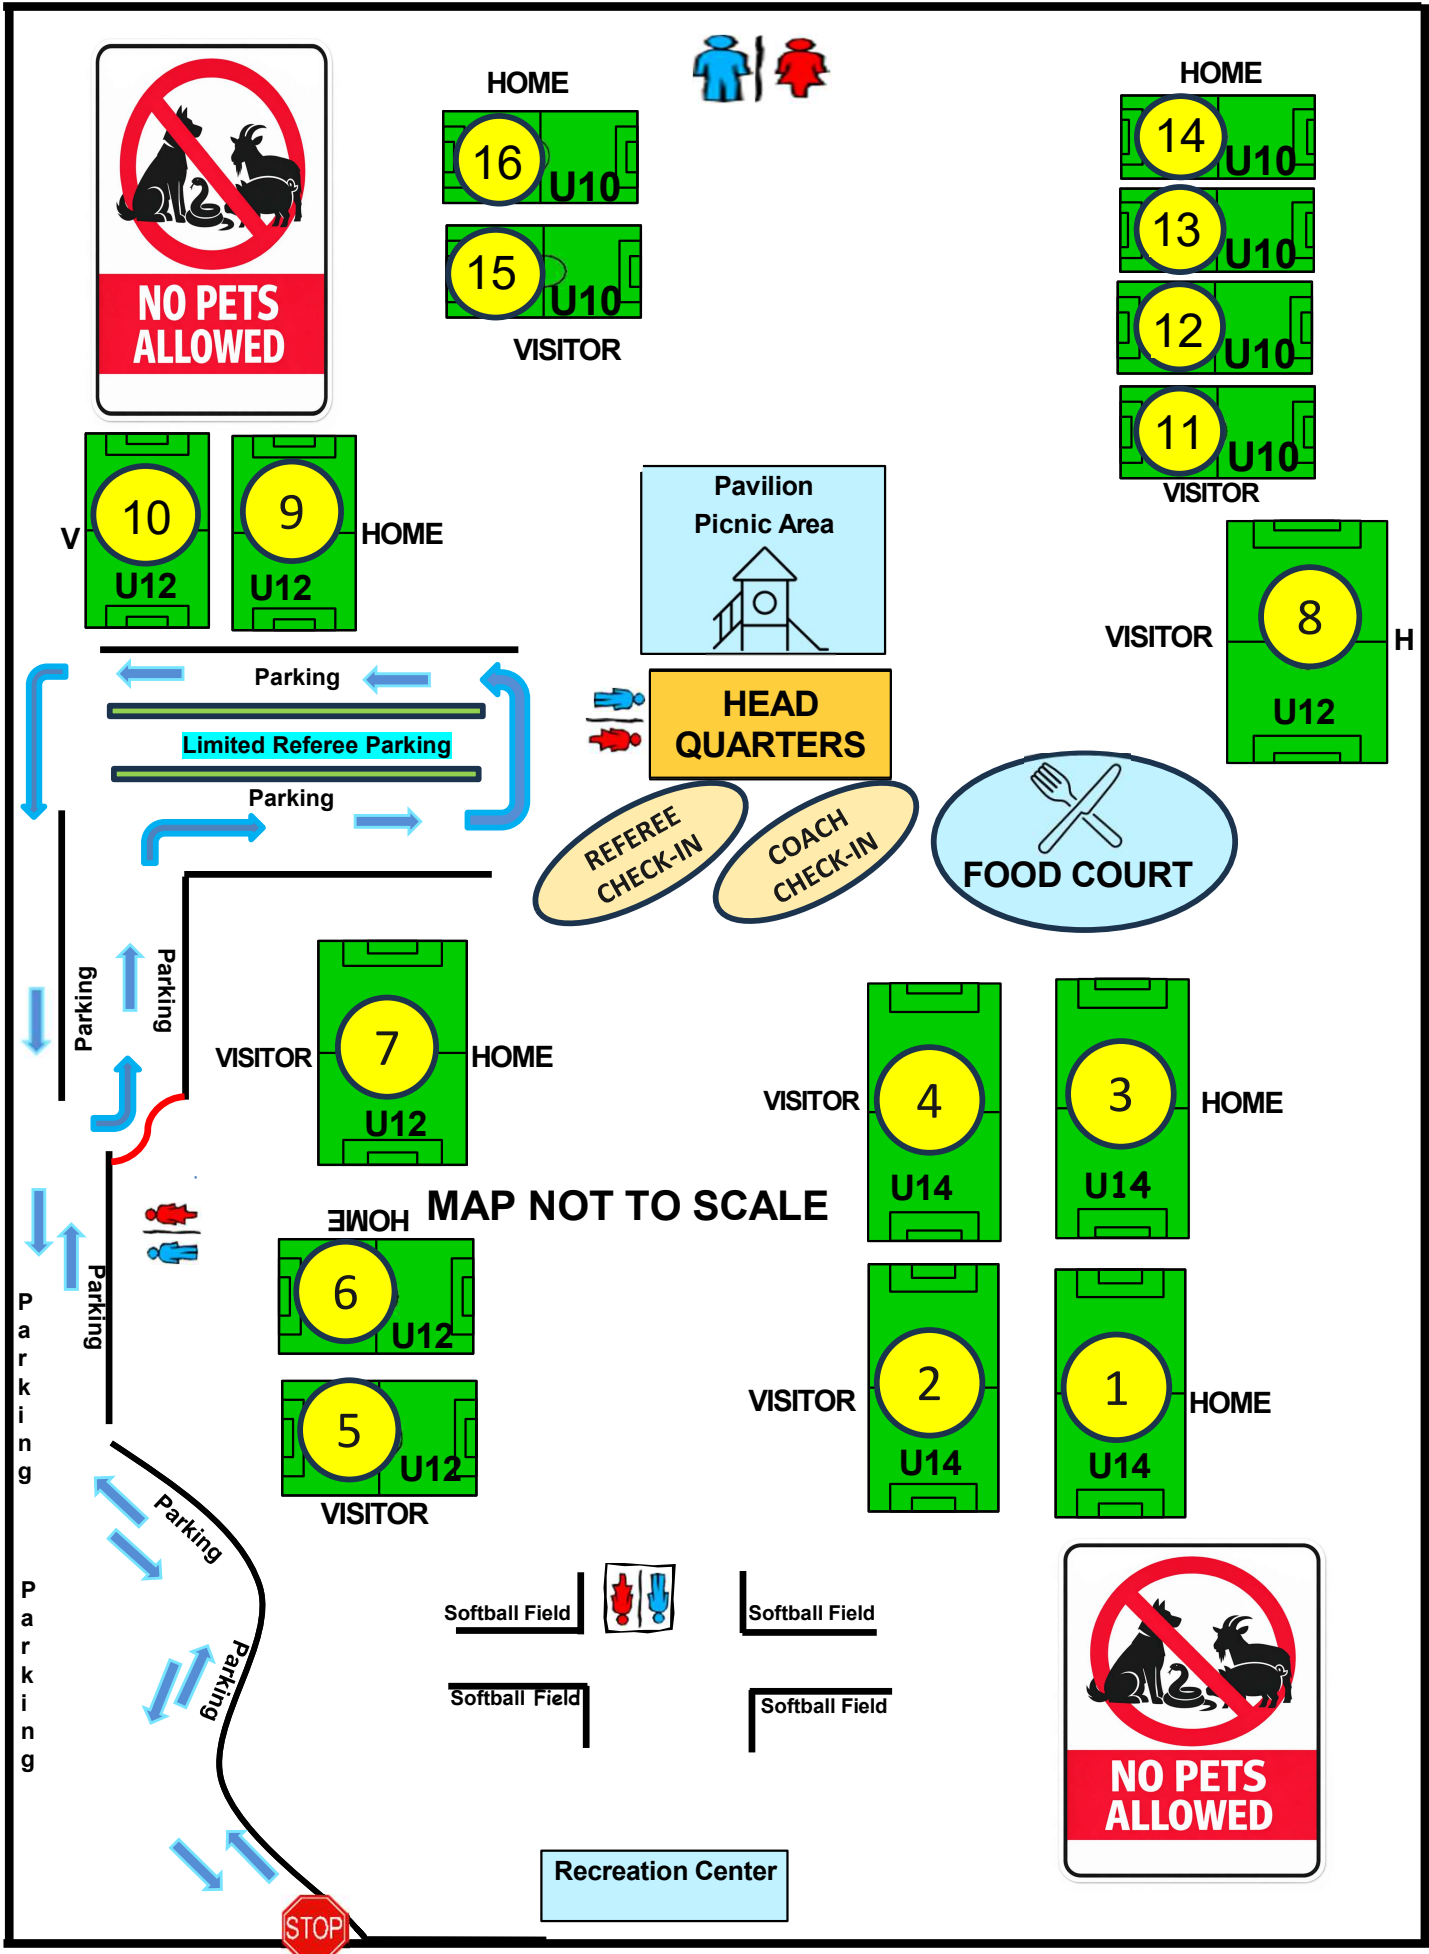 HOME
16
U10
15
U10
VISITOR
HOME
14
U10
13
U10
12
U10
11
U10
VISITOR
NO PETS
ALLOWED
V
10
U12
9
U12
HOME
Pavilion
Picnic Area
VISITOR
8
U12
H
Parking
Limited Referee Parking
Parking
HEAD
QUARTERS
REFEREE
CHECK-IN
COACH
CHECK-IN
FOOD COURT
Parking
Parking
VISITOR
7
U12
HOME
VISITOR
4
U14
3
U14
HOME
MAP NOT TO SCALE
HOME
6
U12
5
U12
VISITOR
VISITOR
2
U14
1
U14
HOME
Parking
Parking
Parking
Parking
Parking
Softball Field
Softball Field
Softball Field
Softball Field
NO PETS
ALLOWED
Recreation Center
STOP